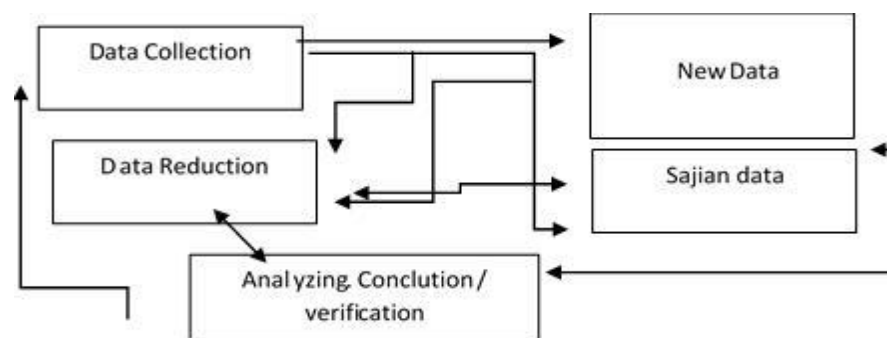 Data Collection
New Data
Data Reduction
Sajian data
Analyzing. Conclution /
verification